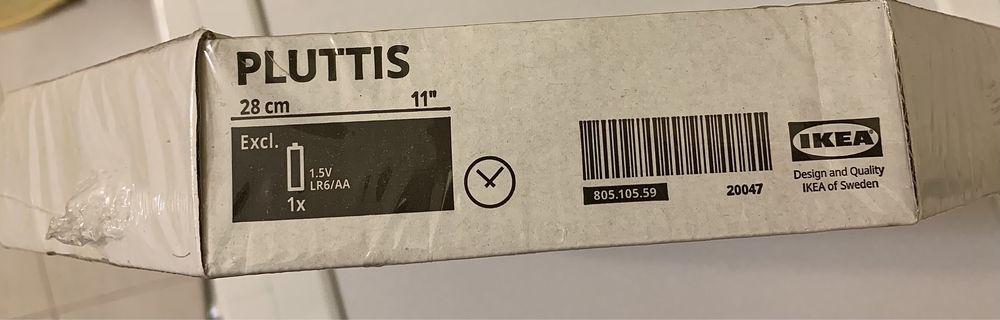 PLUTTIS
28 cm 11"
Excl.
1.5V
LR6/AA
1x
805.105.59 20047
IKEA®
Design and Quality
IKEA of Sweden